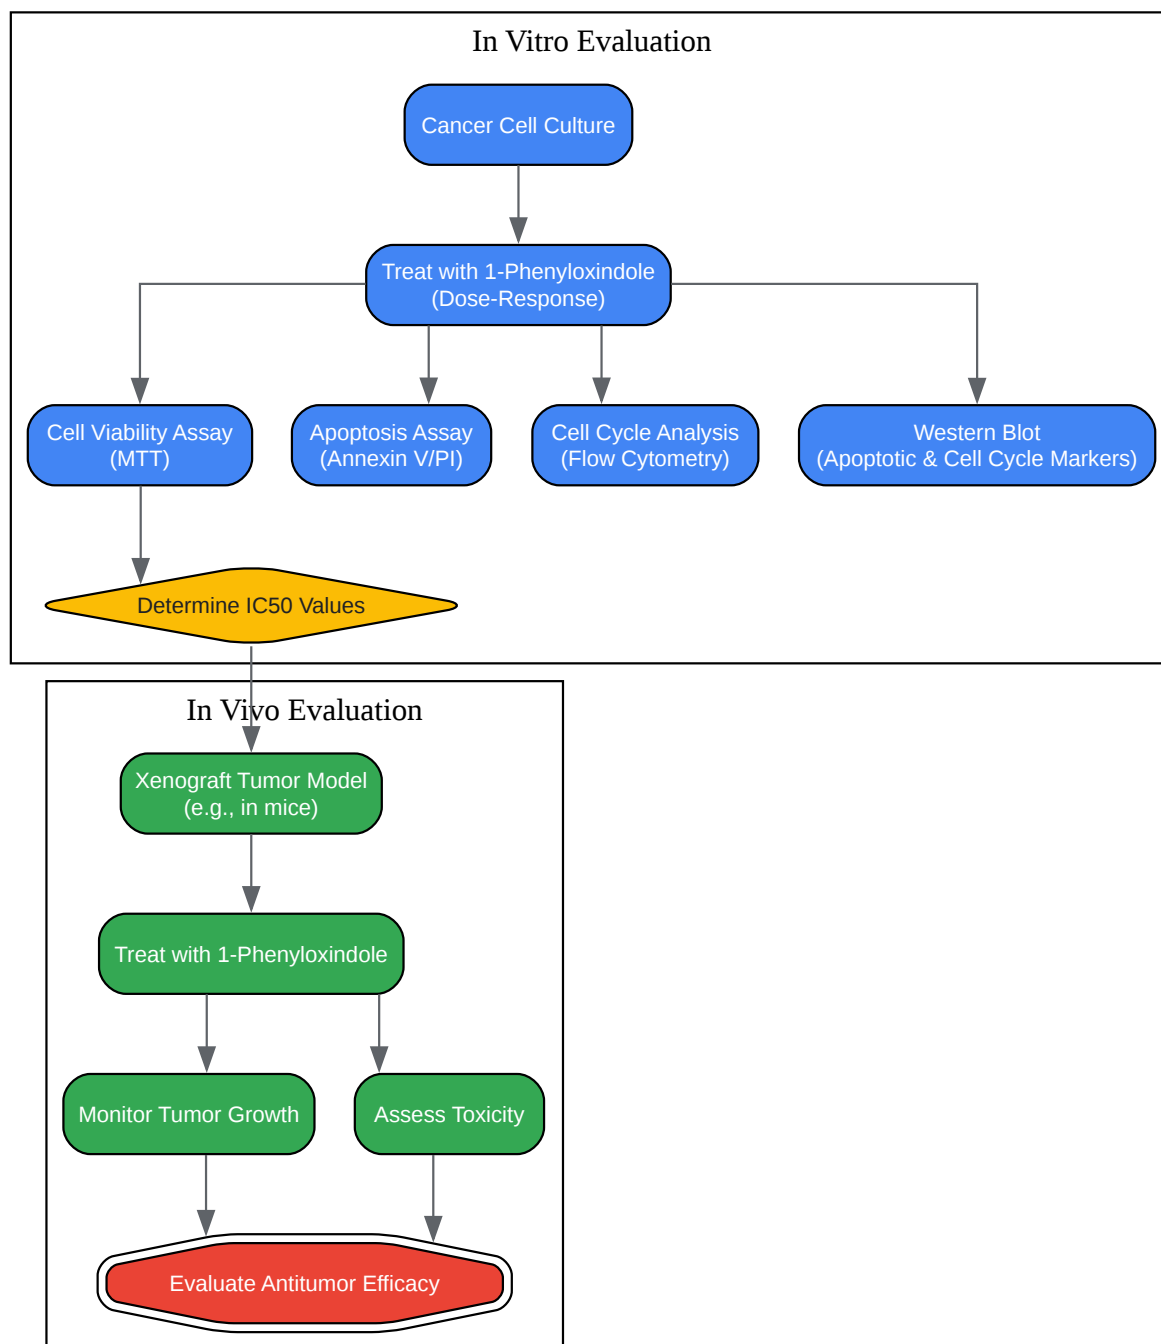 In Vitro Evaluation
Cancer Cell Culture
Treat with 1-Phenyloxindole
(Dose-Response)
Cell Viability Assay
(MTT)
Apoptosis Assay
(Annexin V/PI)
Cell Cycle Analysis
(Flow Cytometry)
Western Blot
(Apoptotic & Cell Cycle Markers)
Determine IC50 Values
In Vivo Evaluation
Xenograft Tumor Model
(e.g., in mice)
Treat with 1-Phenyloxindole
Monitor Tumor Growth
Assess Toxicity
Evaluate Antitumor Efficacy